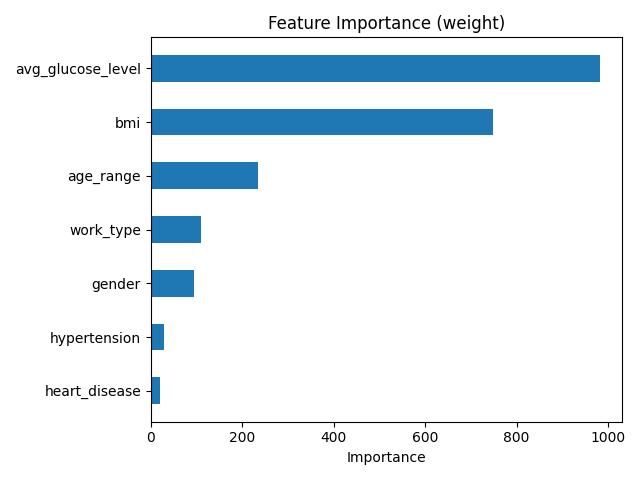 Feature Importance (weight)
avg_glucose_level
bmi
age_range
work_type
gender
hypertension
heart_disease
0 200 400 600 800 1000
Importance